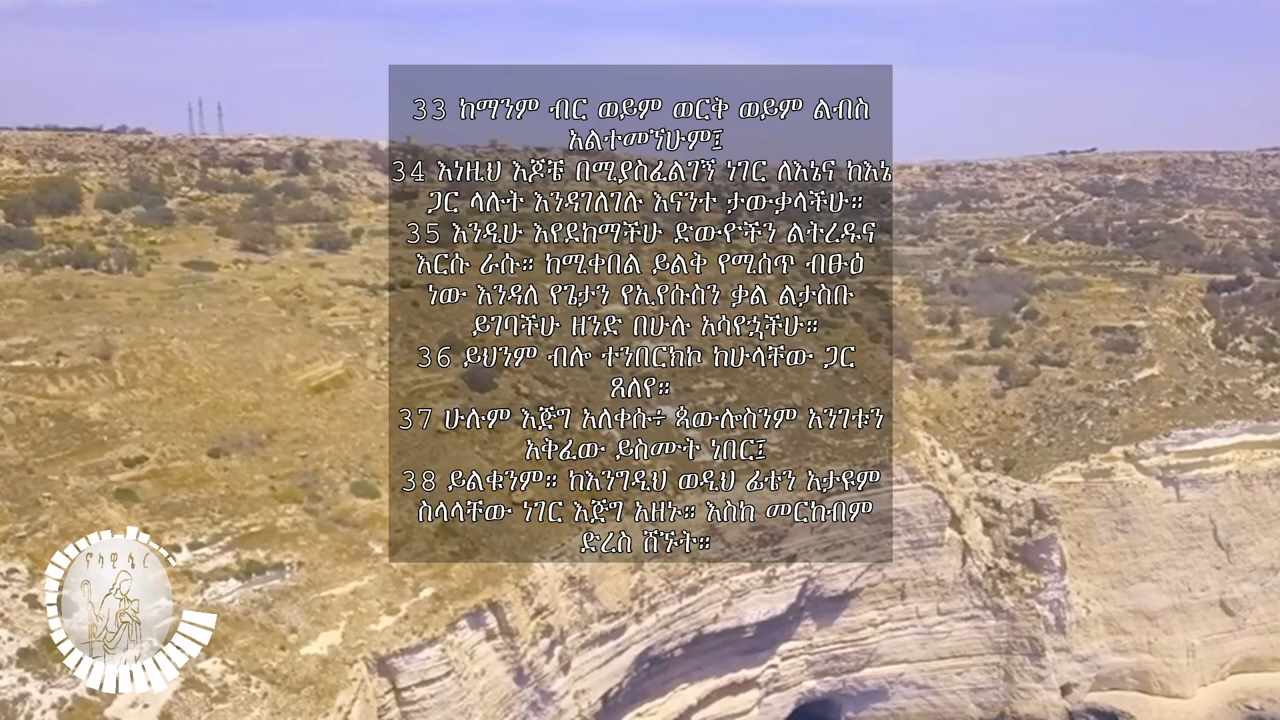 33 ከማንም ብር ወይም ወርቅ ወይም ልብስ
አልተመኘሁም፤
34 እነዚህ እጆቼ በሚያስፈልገኝ ነገር ለእኔና ከእኔ
ጋር ላሉት እንዳገለገሉ እናንተ ታውቃላችሁ።
35 እንዲሁ እየደከማችሁ ድውዮችን ልትረዱና
እርሱ ራሱ። ከሚቀበል ይልቅ የሚሰጥ ብፁዕ
ነው እንዳለ የጌታን የኢየሱስን ቃል ልታስቡ
ይገባችሁ ዘንድ በሁሉ አሳየኋችሁ።
36 ይህንም ብሎ ተንበርክኮ ከሁላቸው ጋር
ጸለየ።
37 ሁሉም እጅግ አለቀሱ÷ ጳውሎስንም አንገቱን
አቅፈው ይስሙት ነበር፤
38 ይልቁንም። ከእንግዲህ ወዲህ ፊቴን አታዩም
ስላላቸው ነገር እጅግ አዘኑ። እስከ መርከብም
ድረስ ሸኙት።